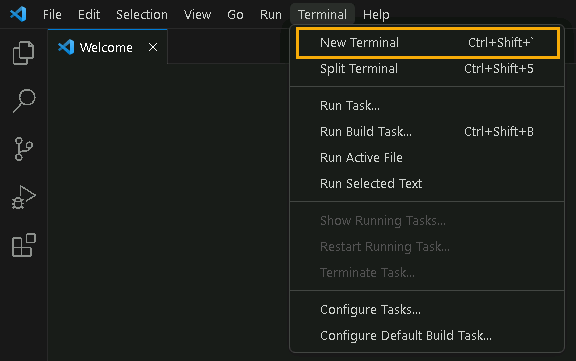 File Edit Selection View Go Run Terminal Help
Welcome
New Terminal Ctrl+Shift+`
Split Terminal Ctrl+Shift+5
Run Task...
Run Build Task... Ctrl+Shift+B
Run Active File
Run Selected Text
Show Running Tasks...
Restart Running Task...
Terminate Task...
Configure Tasks...
Configure Default Build Task...